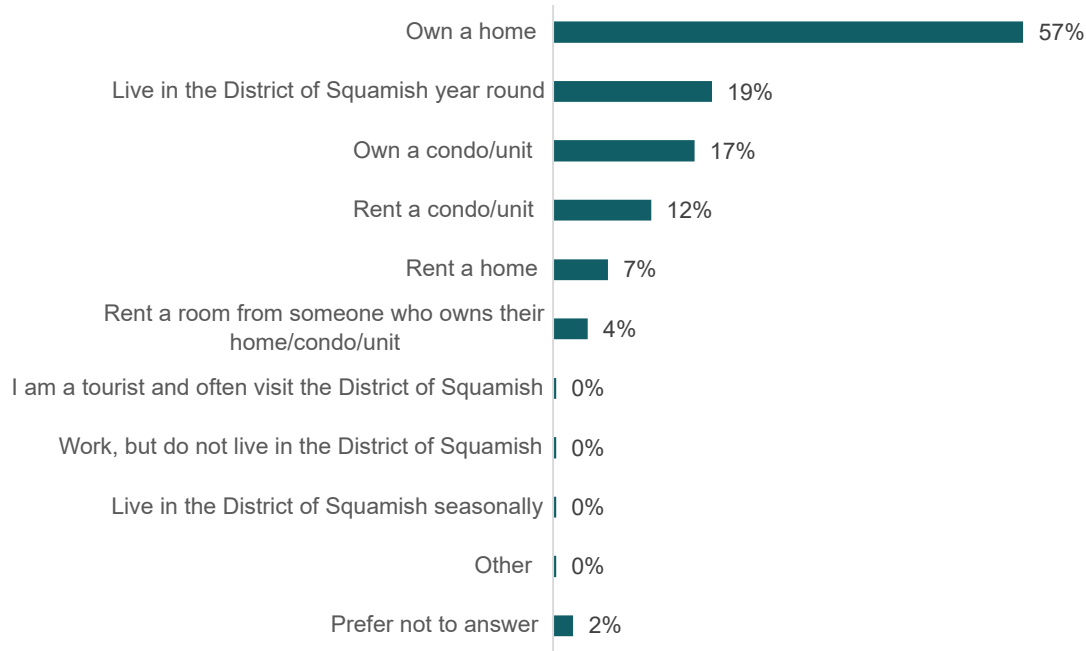 Own a home 57%
Live in the District of Squamish year round 19%
Own a condo/unit 17%
Rent a condo/unit 12%
Rent a home 7%
Rent a room from someone who owns their
home/condo/unit 4%
I am a tourist and often visit the District of Squamish 0%
Work, but do not live in the District of Squamish 0%
Live in the District of Squamish seasonally 0%
Other 0%
Prefer not to answer 2%